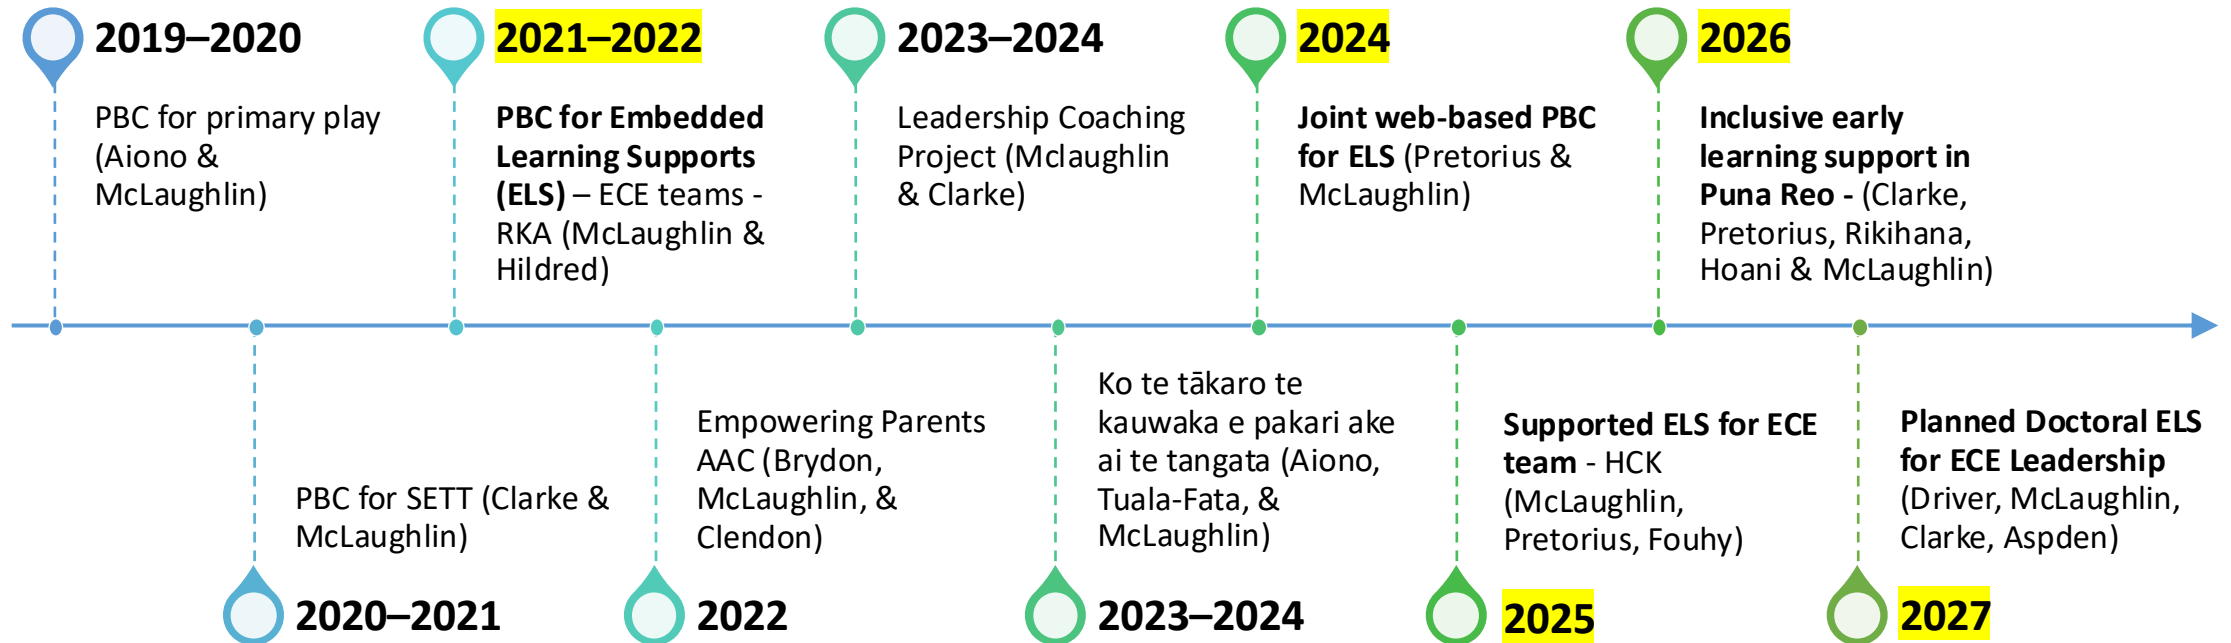 2019–2020
PBC for primary play
(Aiono &
McLaughlin)
2021–2022
PBC for Embedded
Learning Supports
(ELS) – ECE teams -
RKA (McLaughlin &
Hildred)
2023–2024
Leadership Coaching
Project (Mclaughlin
& Clarke)
2024
Joint web-based PBC
for ELS (Pretorius &
McLaughlin)
2026
Inclusive early
learning support in
Puna Reo - (Clarke,
Pretorius, Rikihana,
Hoani & McLaughlin)
PBC for SETT (Clarke &
McLaughlin)
2020–2021
Empowering Parents
AAC (Brydon,
McLaughlin, &
Clendon)
2022
Ko te tākaro te
kauwaka e pakari ake
ai te tangata (Aiono,
Tuala-Fata, &
McLaughlin)
2023–2024
Supported ELS for ECE
team - HCK
(McLaughlin,
Pretorius, Fouhy)
2025
Planned Doctoral ELS
for ECE Leadership
(Driver, McLaughlin,
Clarke, Aspden)
2027